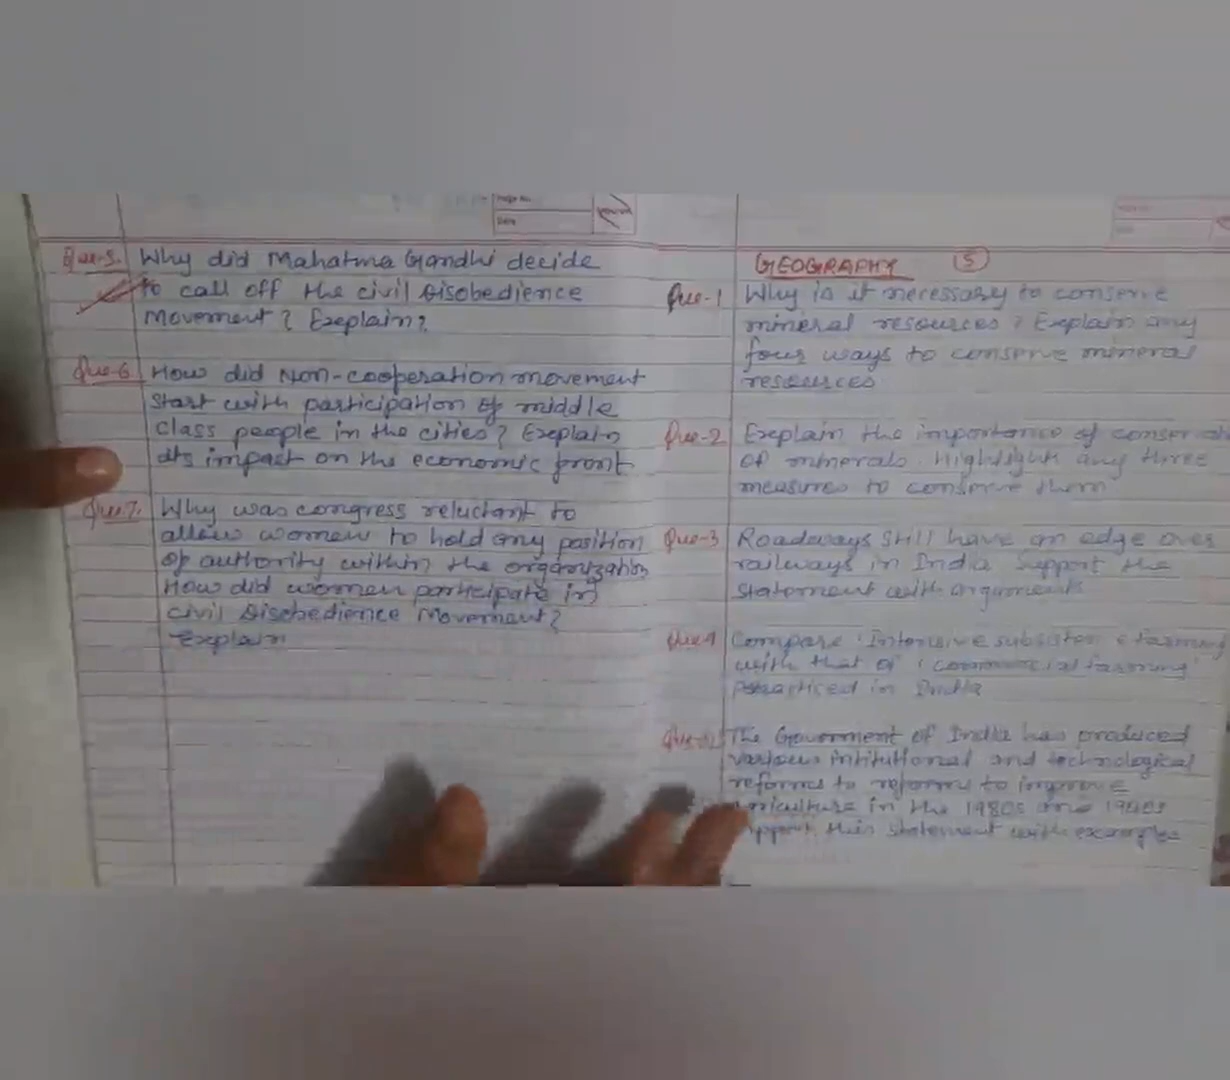 Page No.
Date
Que-5. Why did Mahatma Gandhi decide
to call off the civil Disobedience
Movement? Explain?
Que-6 How did Non-cooperation movement
start with participation of middle
class people in the cities? Explain
its impact on the economic front
Que-7. Why was congress reluctant to
allow women to hold any position
of authority within the organization
How did women participate in
civil Disobedience Movement?
Explain
GEOGRAPHY 5
Que-1 Why is it necessary to conserve
mineral resources? Explain any
four ways to conserve mineral
resources
Que-2 Explain the importance of
of minerals. Highlight any three
measures to conserve them
Que-3 Roadways still have an edge over
railways in India support the
statement with arguments
Que-4 Compare 'Intensive farming
with that of 'commercial farming'
practiced in India
The Government of India has produced
various intitutional and technological
reforms to reforms to improve
in the 1980s and
this statement with examples